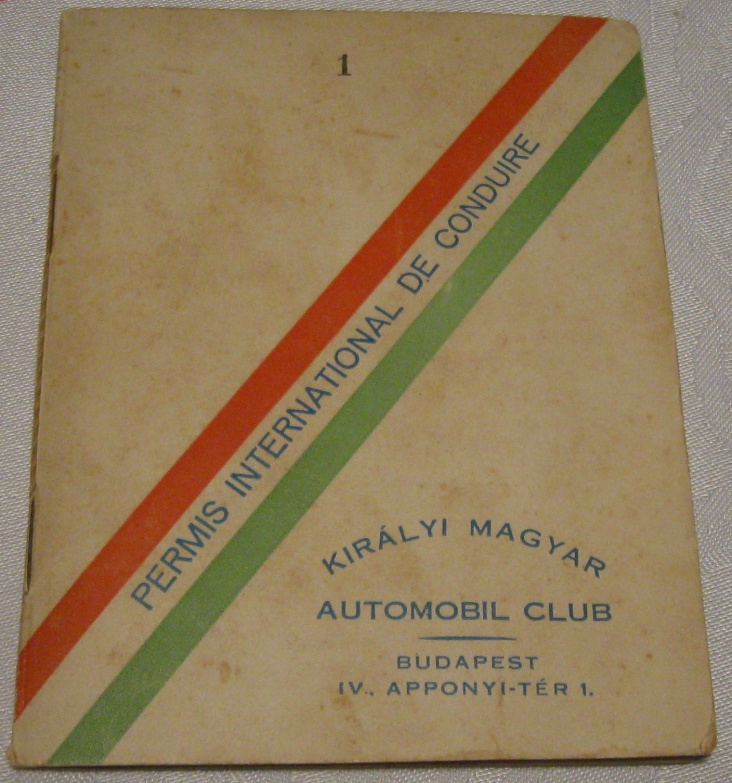 1
PERMIS INTERNATIONAL DE CONDUIRE
KIRÁLYI MAGYAR
AUTOMOBIL CLUB
BUDAPEST
IV., APPONYI-TÉR 1.